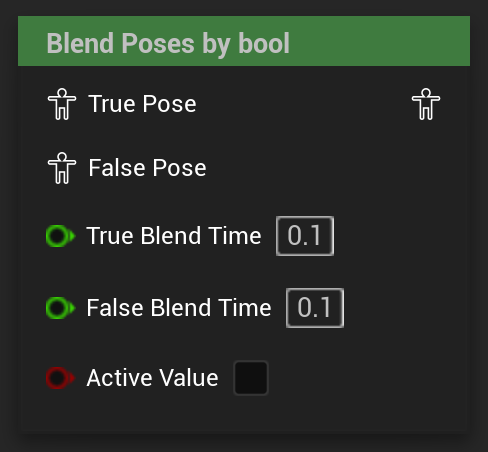 Blend Poses by bool
True Pose
False Pose
True Blend Time 0.1
False Blend Time 0.1
Active Value